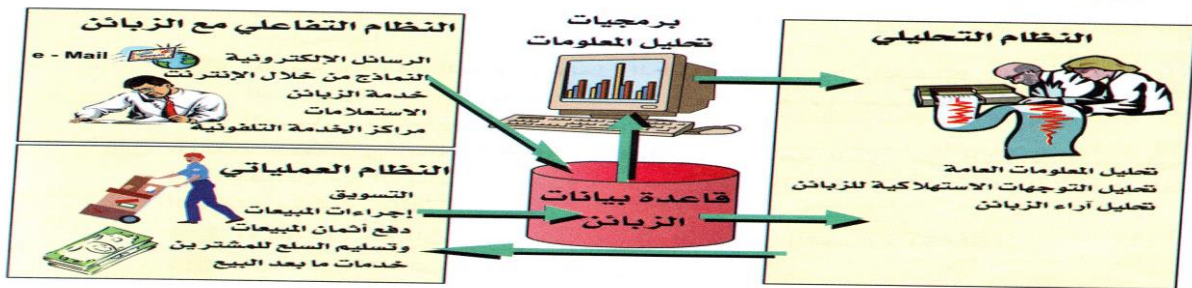 النظام التفاعلي مع الزبائن
الرسائل الإلكترونية e - Mail
النماذج من خلال الإنترنت
خدمة الزبائن
الاستعلامات
مراكز الخدمة التلفونية
النظام العملياتي
التسويق
إجراءات المبيعات
دفع أثمان المبيعات
وتسليم السلع للمشترين
خدمات ما بعد البيع
برمجيات
تحليل المعلومات
قاعدة بيانات
الزبائن
النظام التحليلي
تحليل المعلومات العامة
تحليل التوجهات الاستهلاكية للزبائن
تحليل آراء الزبائن